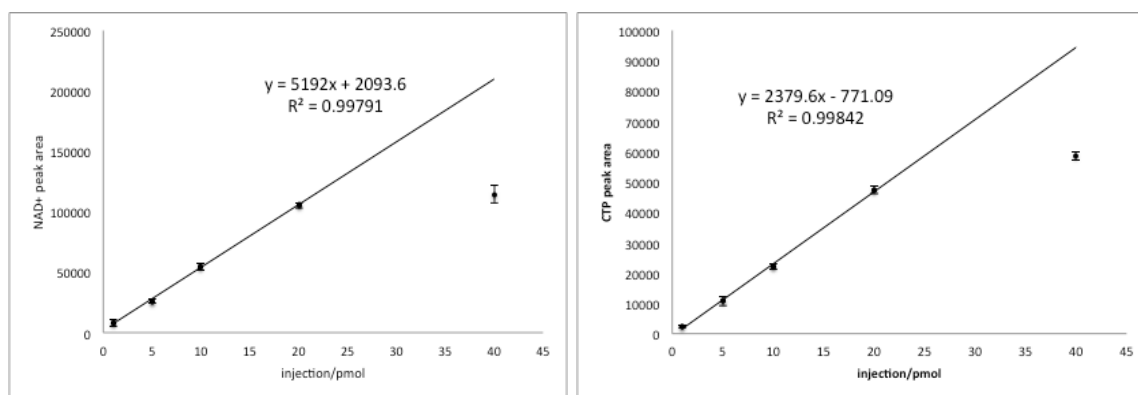 250000
200000
150000
100000
50000
0
NAD+ peak area
y = 5192x + 2093.6
R² = 0.99791
0 5 10 15 20 25 30 35 40 45
injection/pmol
100000
90000
80000
70000
60000
50000
40000
30000
20000
10000
0
CTP peak area
y = 2379.6x - 771.09
R² = 0.99842
0 5 10 15 20 25 30 35 40 45
injection/pmol